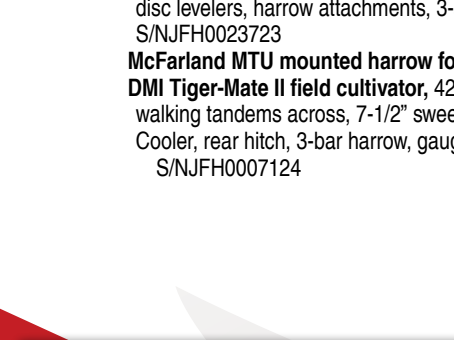 disc levelers, harrow attachments, 3-
S/NJFH0023723
McFarland MTU mounted harrow fo
DMI Tiger-Mate II field cultivator, 42
walking tandems across, 7-1/2” swee
Cooler, rear hitch, 3-bar harrow, gaug
S/NJFH0007124